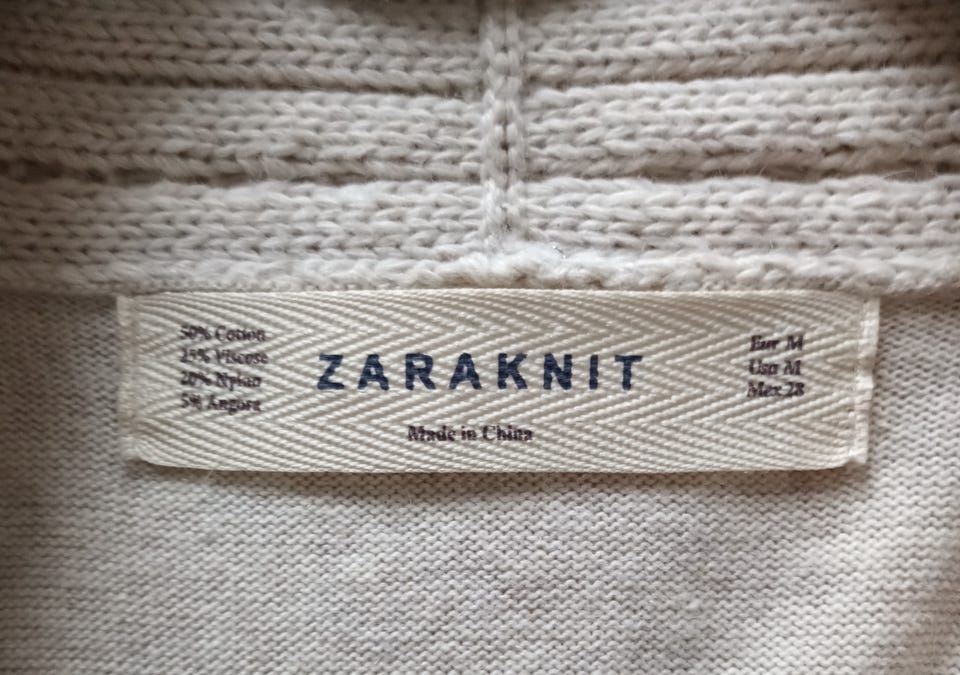 50% Cotton
25% Viscose
20% Nylon
5% Angora
ZARAKNIT
Made in China
Eur M
Usa M
Mex 28